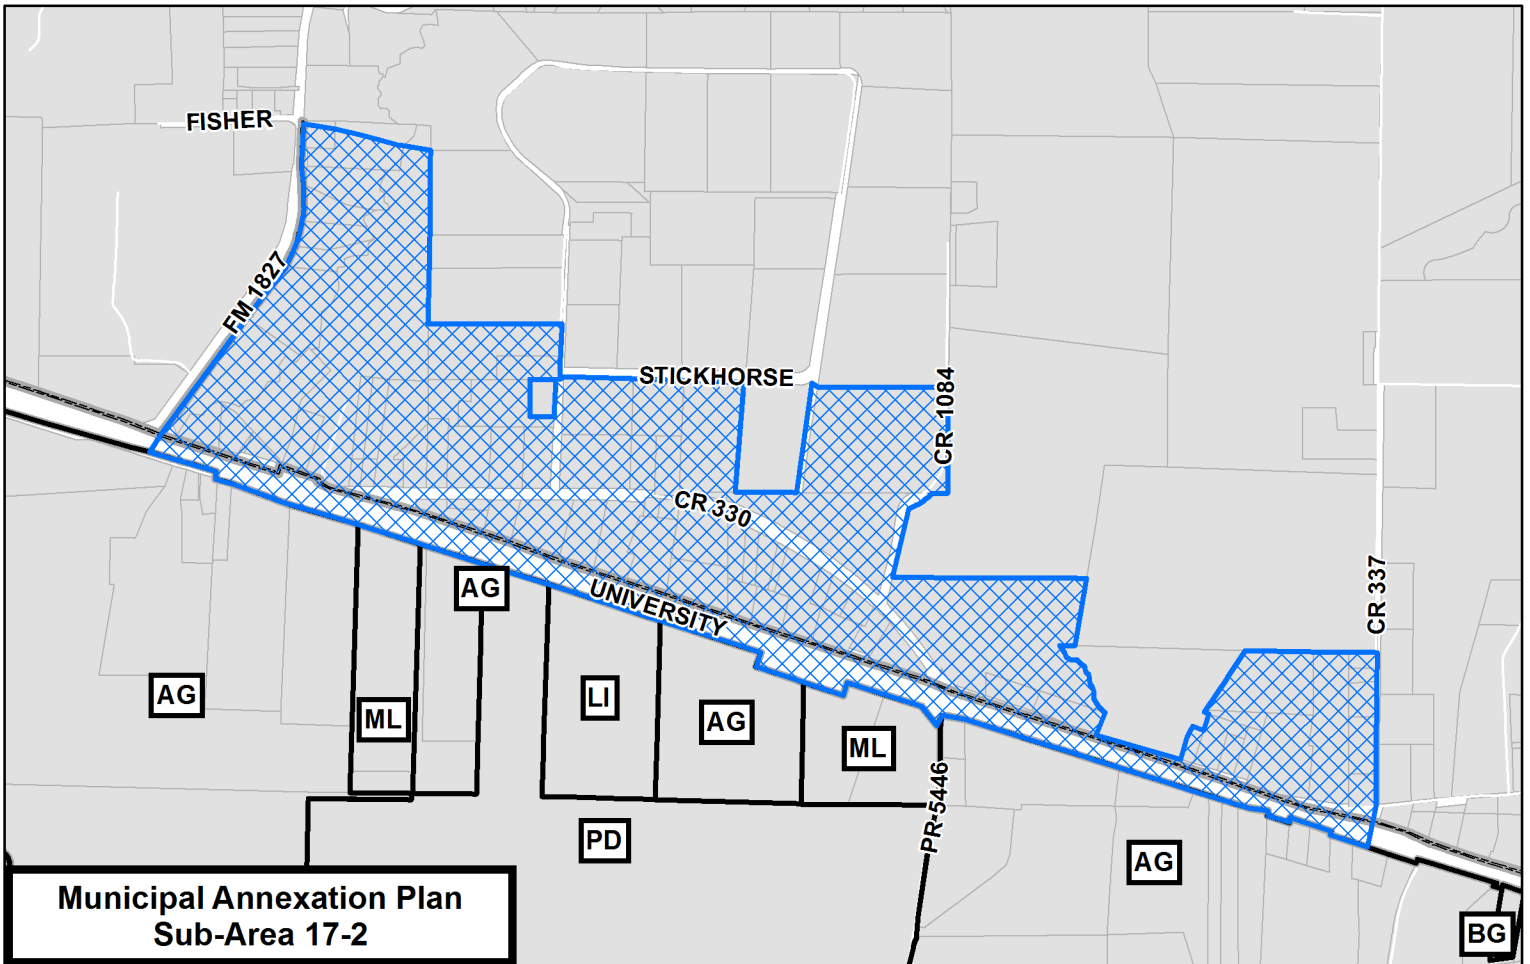 FISHER
FM 1827
STICKHORSE
CR 1084
CR 330
CR 337
AG
UNIVERSITY
AG
ML
LI
AG
ML
PR 5446
PD
AG
BG
Municipal Annexation Plan
Sub-Area 17-2